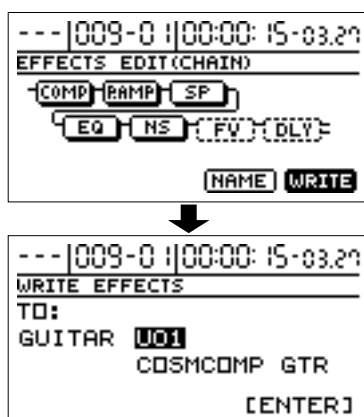 ---|009-01|00:00:15-03.27
EFFECTS EDIT(CHAIN)
COMP P.AMP SP
EQ NS FV DLY
NAME WRITE
---|009-01|00:00:15-03.27
WRITE EFFECTS
TO:
GUITAR U01
COSMCOMP GTR
[ENTER]